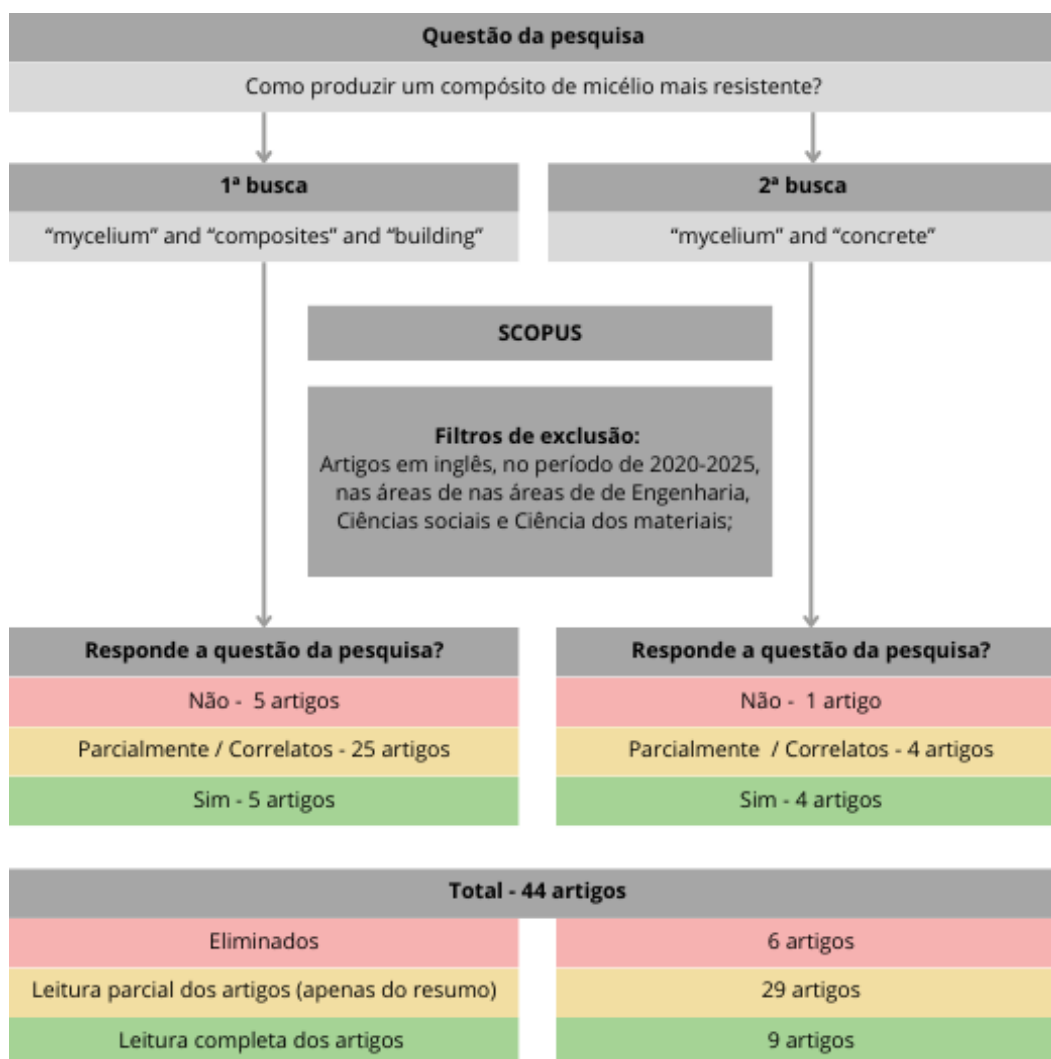 Questão da pesquisa
Como produzir um compósito de micélio mais resistente?
1ª busca
“mycelium” and “composites” and “building”
2ª busca
“mycelium” and “concrete”
SCOPUS
Filtros de exclusão:
Artigos em inglês, no período de 2020-2025,
nas áreas de nas áreas de de Engenharia,
Ciências sociais e Ciência dos materiais;
Responde a questão da pesquisa?
Não - 5 artigos
Parcialmente / Correlatos - 25 artigos
Sim - 5 artigos
Responde a questão da pesquisa?
Não - 1 artigo
Parcialmente / Correlatos - 4 artigos
Sim - 4 artigos
Total - 44 artigos
Eliminados
6 artigos
Leitura parcial dos artigos (apenas do resumo)
29 artigos
Leitura completa dos artigos
9 artigos